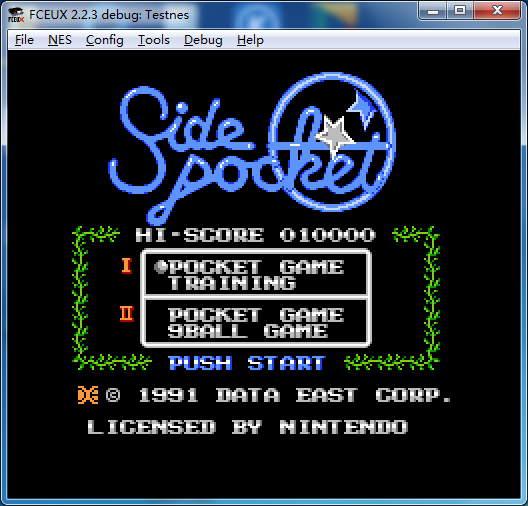 FCEUX 2.2.3 debug: Testnes
File NES Config Tools Debug Help
Side
pocket
HI-SCORE 010000
I POCKET GAME
TRAINING
II POCKET GAME
9BALL GAME
PUSH START
© 1991 DATA EAST CORP.
LICENSED BY NINTENDO